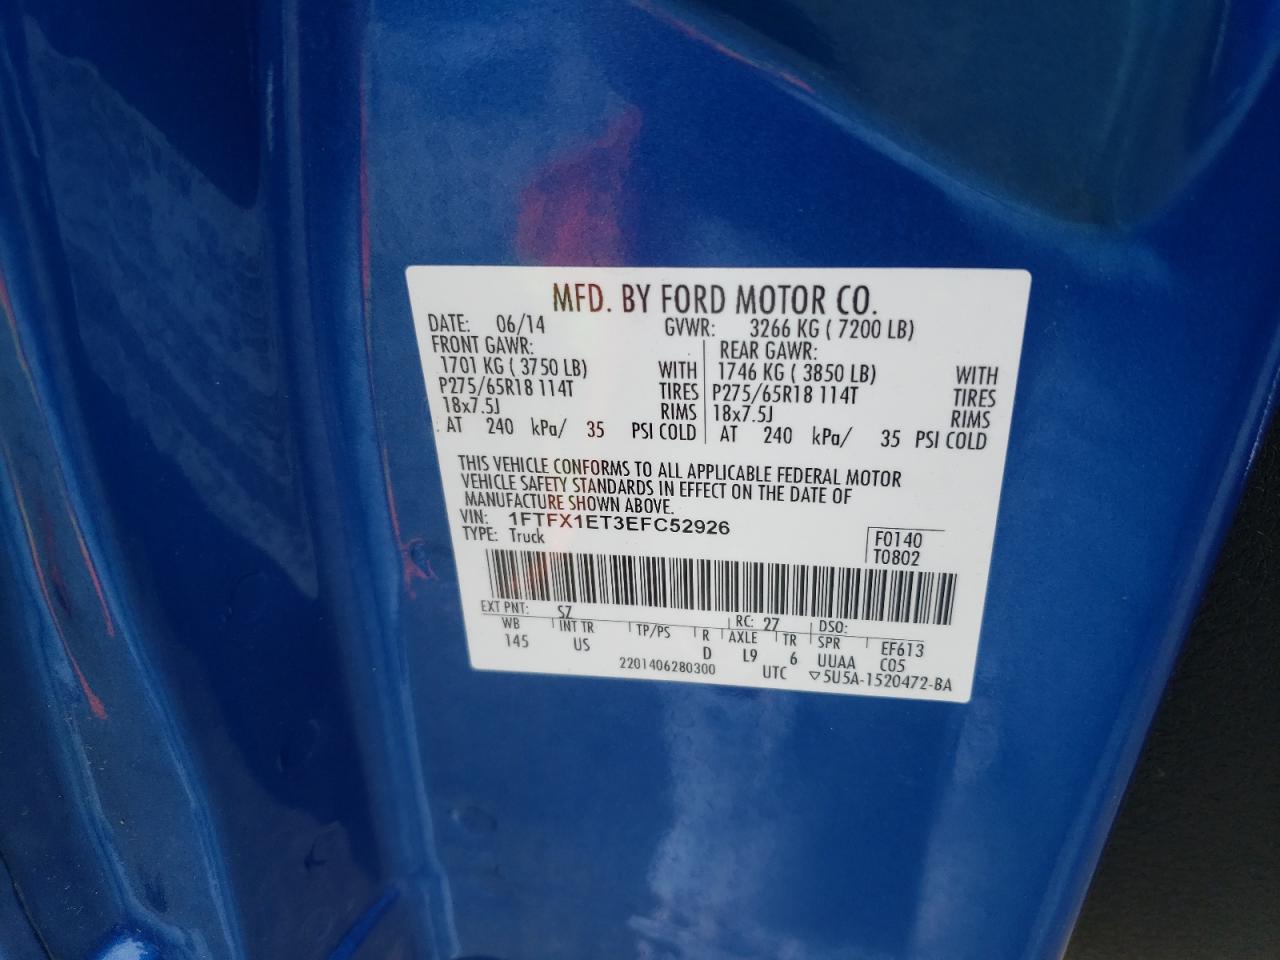 MFD. BY FORD MOTOR CO.
DATE: 06/14 GVWR: 3266 KG ( 7200 LB)
FRONT GAWR: REAR GAWR:
1701 KG ( 3750 LB) WITH 1746 KG ( 3850 LB) WITH
P275/65R18 114T TIRES P275/65R18 114T TIRES
18x7.5J RIMS 18x7.5J RIMS
AT 240 kPa/ 35 PSI COLD AT 240 kPa/ 35 PSI COLD
THIS VEHICLE CONFORMS TO ALL APPLICABLE FEDERAL MOTOR
VEHICLE SAFETY STANDARDS IN EFFECT ON THE DATE OF
MANUFACTURE SHOWN ABOVE.
VIN: 1FTFX1ET3EFC52926
TYPE: Truck
F0140
T0802
EXT PNT: SZ RC: 27 DSO:
WB INT TR TP/PS R AXLE TR SPR EF613
145 US D L9 6 UUAA C05
2201406280300 UTC ▽5U5A-1520472-BA